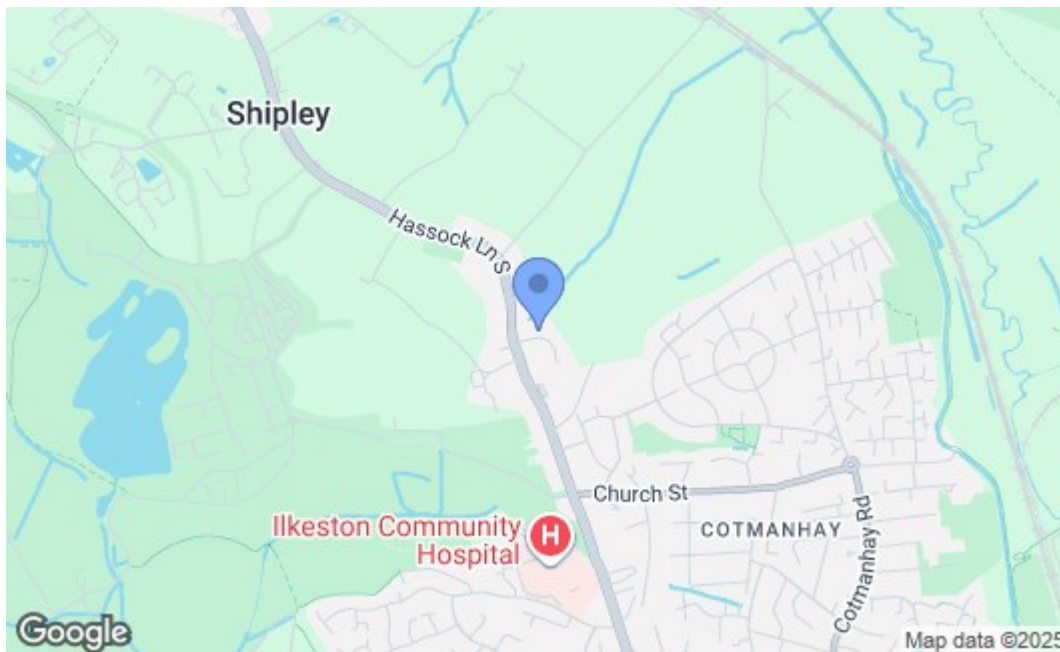 Shipley
Hassock Ln S
Church St
Ilkeston Community
Hospital
H
COTMANHAY
Cotmanhay Rd
Google
Map data ©2025